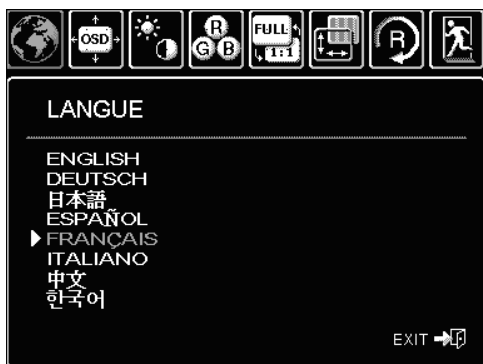 OSD
R
G B
FULL
1:1
R
LANGUE
ENGLISH
DEUTSCH
日本語
ESPAÑOL
FRANÇAIS
ITALIANO
中文
한국어
EXIT